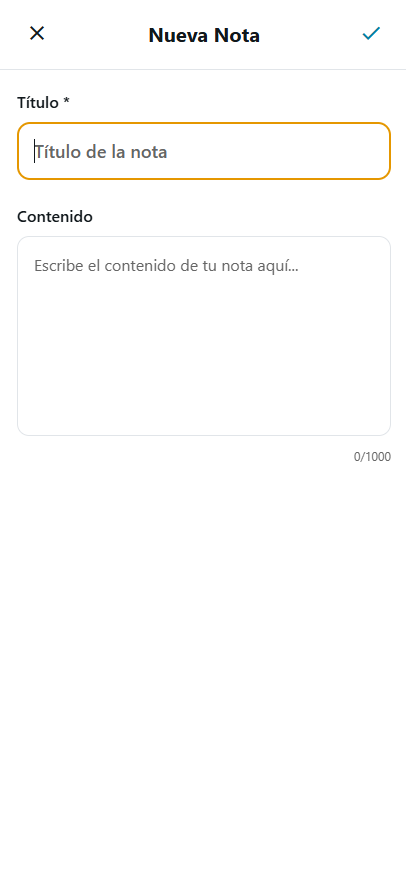 Nueva Nota
Título *
Título de la nota
Contenido
Escribe el contenido de tu nota aquí...
0/1000